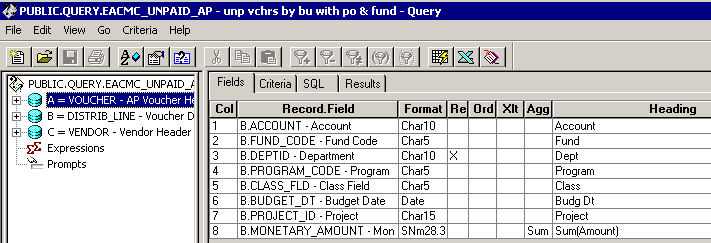 PUBLIC.QUERY.EACMC_UNPAID_AP - unp vchrs by bu with po & fund - Query
File Edit View Go Criteria Help
PUBLIC.QUERY.EACMC_UNPAID_A
A = VOUCHER - AP Voucher He
B = DISTRIB_LINE - Voucher D
C = VENDOR - Vendor Header
Expressions
Prompts
Fields Criteria SQL Results
Col Record.Field Format Re Ord Xlt Agg Heading
1 B.ACCOUNT - Account Char10 Account
2 B.FUND_CODE - Fund Code Char5 Fund
3 B.DEPTID - Department Char10 X Dept
4 B.PROGRAM_CODE - Program Char5 Program
5 B.CLASS_FLD - Class Field Char5 Class
6 B.BUDGET_DT - Budget Date Date Budg Dt
7 B.PROJECT_ID - Project Char15 Project
8 B.MONETARY_AMOUNT - Mon SNm28.3 Sum Sum(Amount)